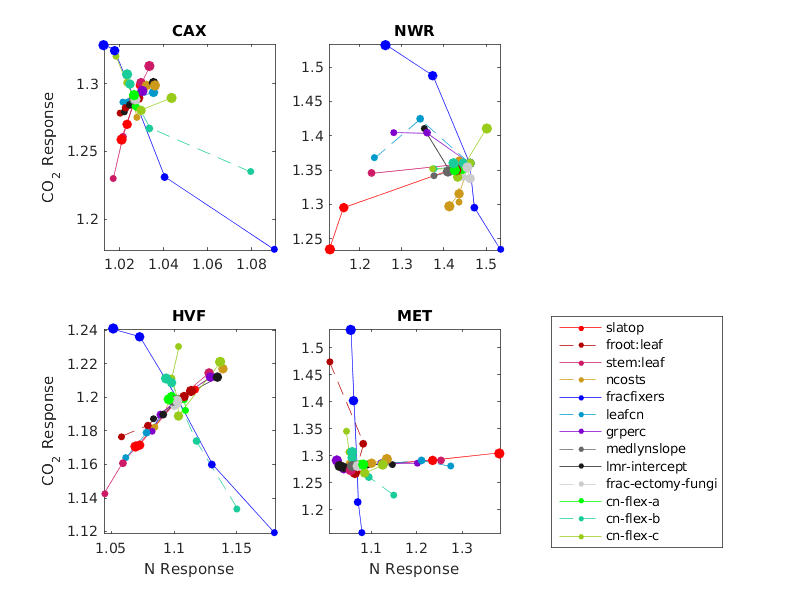 CAX
NWR
CO2 Response
1.3
1.25
1.2
1.02 1.04 1.06 1.08
1.5
1.45
1.4
1.35
1.3
1.25
1.2 1.3 1.4 1.5
HVF
MET
CO2 Response
1.24
1.22
1.2
1.18
1.16
1.14
1.12
1.05 1.1 1.15
N Response
1.5
1.45
1.4
1.35
1.3
1.25
1.2
1.1 1.2 1.3
N Response
slatop
froot:leaf
stem:leaf
ncosts
fracfixers
leafcn
grperc
medlynslope
lmr-intercept
frac-ectomy-fungi
cn-flex-a
cn-flex-b
cn-flex-c